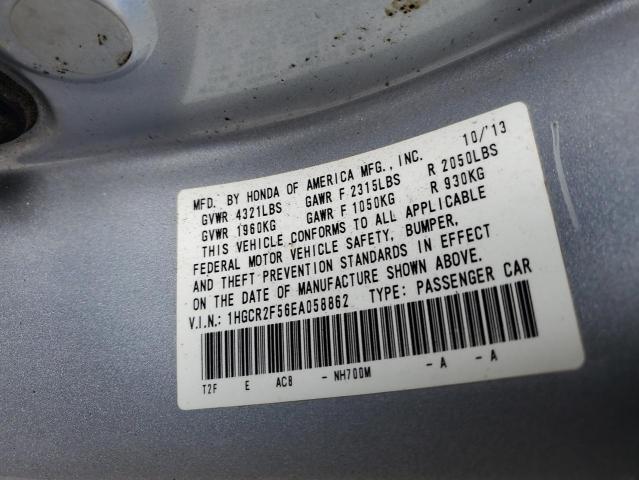 MFD. BY HONDA OF AMERICA MFG., INC. 10/'13
GVWR 4321LBS GAWR F 2315LBS R 2050LBS
GVWR 1960KG GAWR F 1050KG R 930KG
THIS VEHICLE CONFORMS TO ALL APPLICABLE
FEDERAL MOTOR VEHICLE SAFETY, BUMPER,
AND THEFT PREVENTION STANDARDS IN EFFECT
ON THE DATE OF MANUFACTURE SHOWN ABOVE.
V.I.N.: 1HGCR2F56EA058862 TYPE: PASSENGER CAR
T2F E ACB - NH700M - A - A